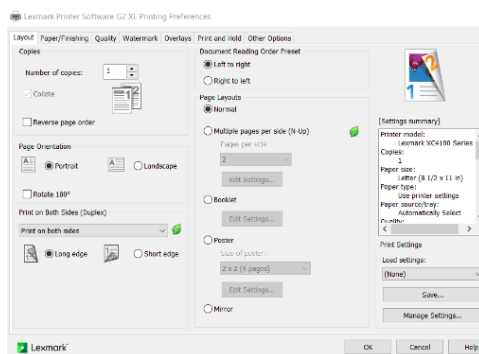 Lexmark Printer Software G2 XL Printing Preferences
Layout Paper/Finishing Quality Watermark Overlays Print and Hold Other Options
Copies
Number of copies: 1
Collate
Reverse page order
Page Orientation
Portrait
Landscape
Rotate 180°
Print on Both Sides (Duplex)
Print on both sides
Long edge
Short edge
Document Reading Order Preset
Left to right
Right to left
Page Layouts
Normal
Multiple pages per side (N-Up)
Pages per side:
2
Edit Settings...
Booklet
Edit Settings...
Poster
Size of poster:
2 x 2 (4 pages)
Edit Settings...
Mirror
[Settings summary]
Printer model:
Lexmark XC4100 Series
Copies:
1
Paper size:
Letter (8 1/2 x 11 in)
Paper type:
Use printer settings
Paper source/tray:
Automatically Select
Quality:
Print Settings
Load settings:
(None)
Save...
Manage Settings...
Lexmark
OK Cancel Help